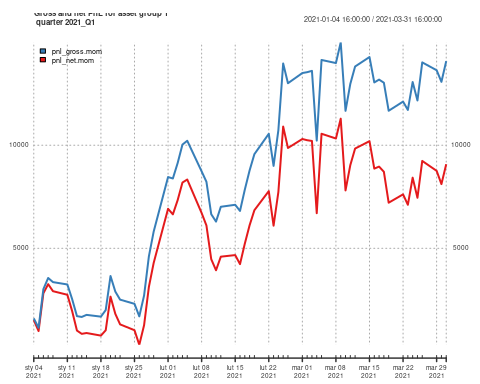 Gross and net PnL for asset group 1
quarter 2021_Q1
2021-01-04 16:00:00 / 2021-03-31 16:00:00
pnl_gross.mom
pnl_net.mom
10000
10000
5000
5000
sty 04 sty 11 sty 18 sty 25 lut 01 lut 08 lut 15 lut 22 mar 01 mar 08 mar 15 mar 22 mar 29
2021 2021 2021 2021 2021 2021 2021 2021 2021 2021 2021 2021 2021